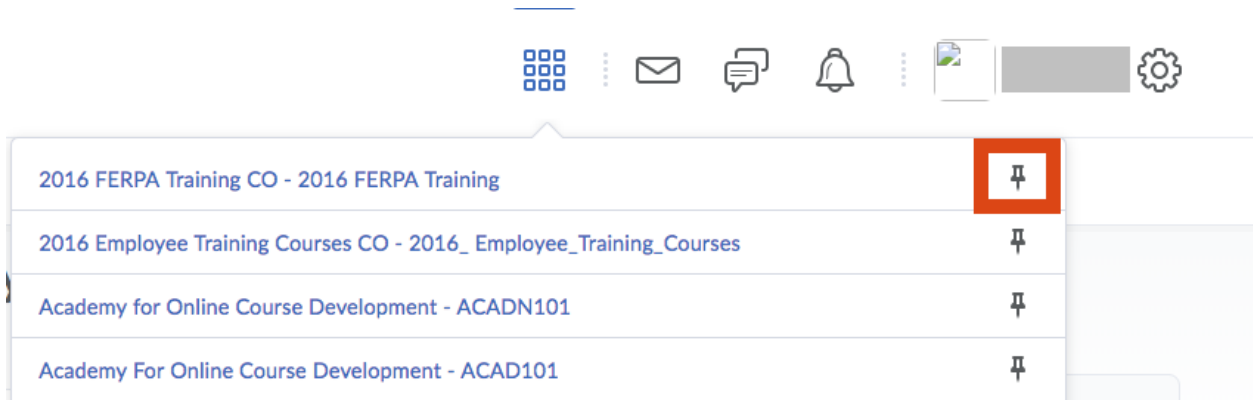 2016 FERPA Training CO - 2016 FERPA Training
2016 Employee Training Courses CO - 2016_ Employee_Training_Courses
Academy for Online Course Development - ACADN101
Academy For Online Course Development - ACAD101